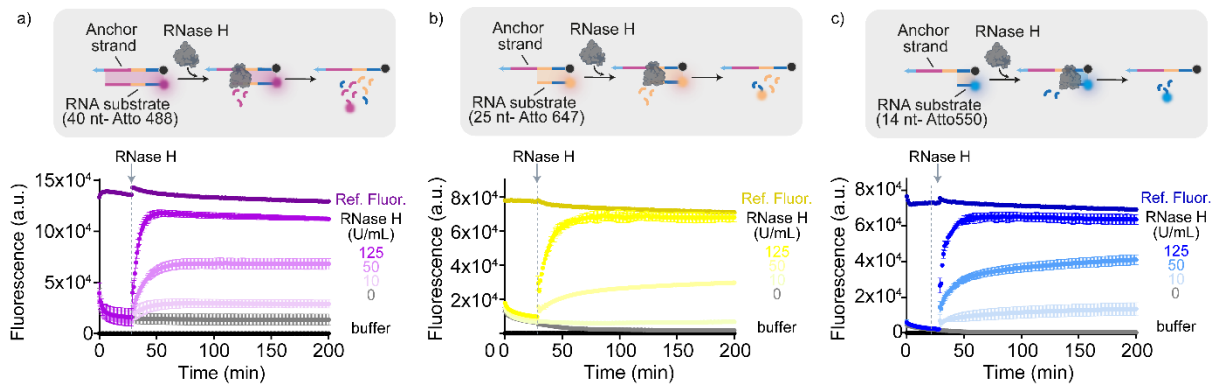 a)
Anchor
strand
RNase H
RNA substrate
(40 nt- Atto 488)
RNase H
Fluorescence (a.u.)
15x10⁴
10x10⁴
5x10⁴
0
0
50
100
150
200
Time (min)
Ref. Fluor.
RNase H
(U/mL)
125
50
10
0
buffer
b)
Anchor
strand
RNase H
RNA substrate
(25 nt- Atto 647)
RNase H
Fluorescence (a.u.)
8x10⁴
6x10⁴
4x10⁴
2x10⁴
0
0
50
100
150
200
Time (min)
Ref. Fluor.
RNase H
(U/mL)
125
50
10
0
buffer
c)
Anchor
strand
RNase H
RNA substrate
(14 nt- Atto550)
RNase H
Fluorescence (a.u.)
8x10⁴
6x10⁴
4x10⁴
2x10⁴
0
0
50
100
150
200
Time (min)
Ref. Fluor.
RNase H
(U/mL)
125
50
10
0
buffer